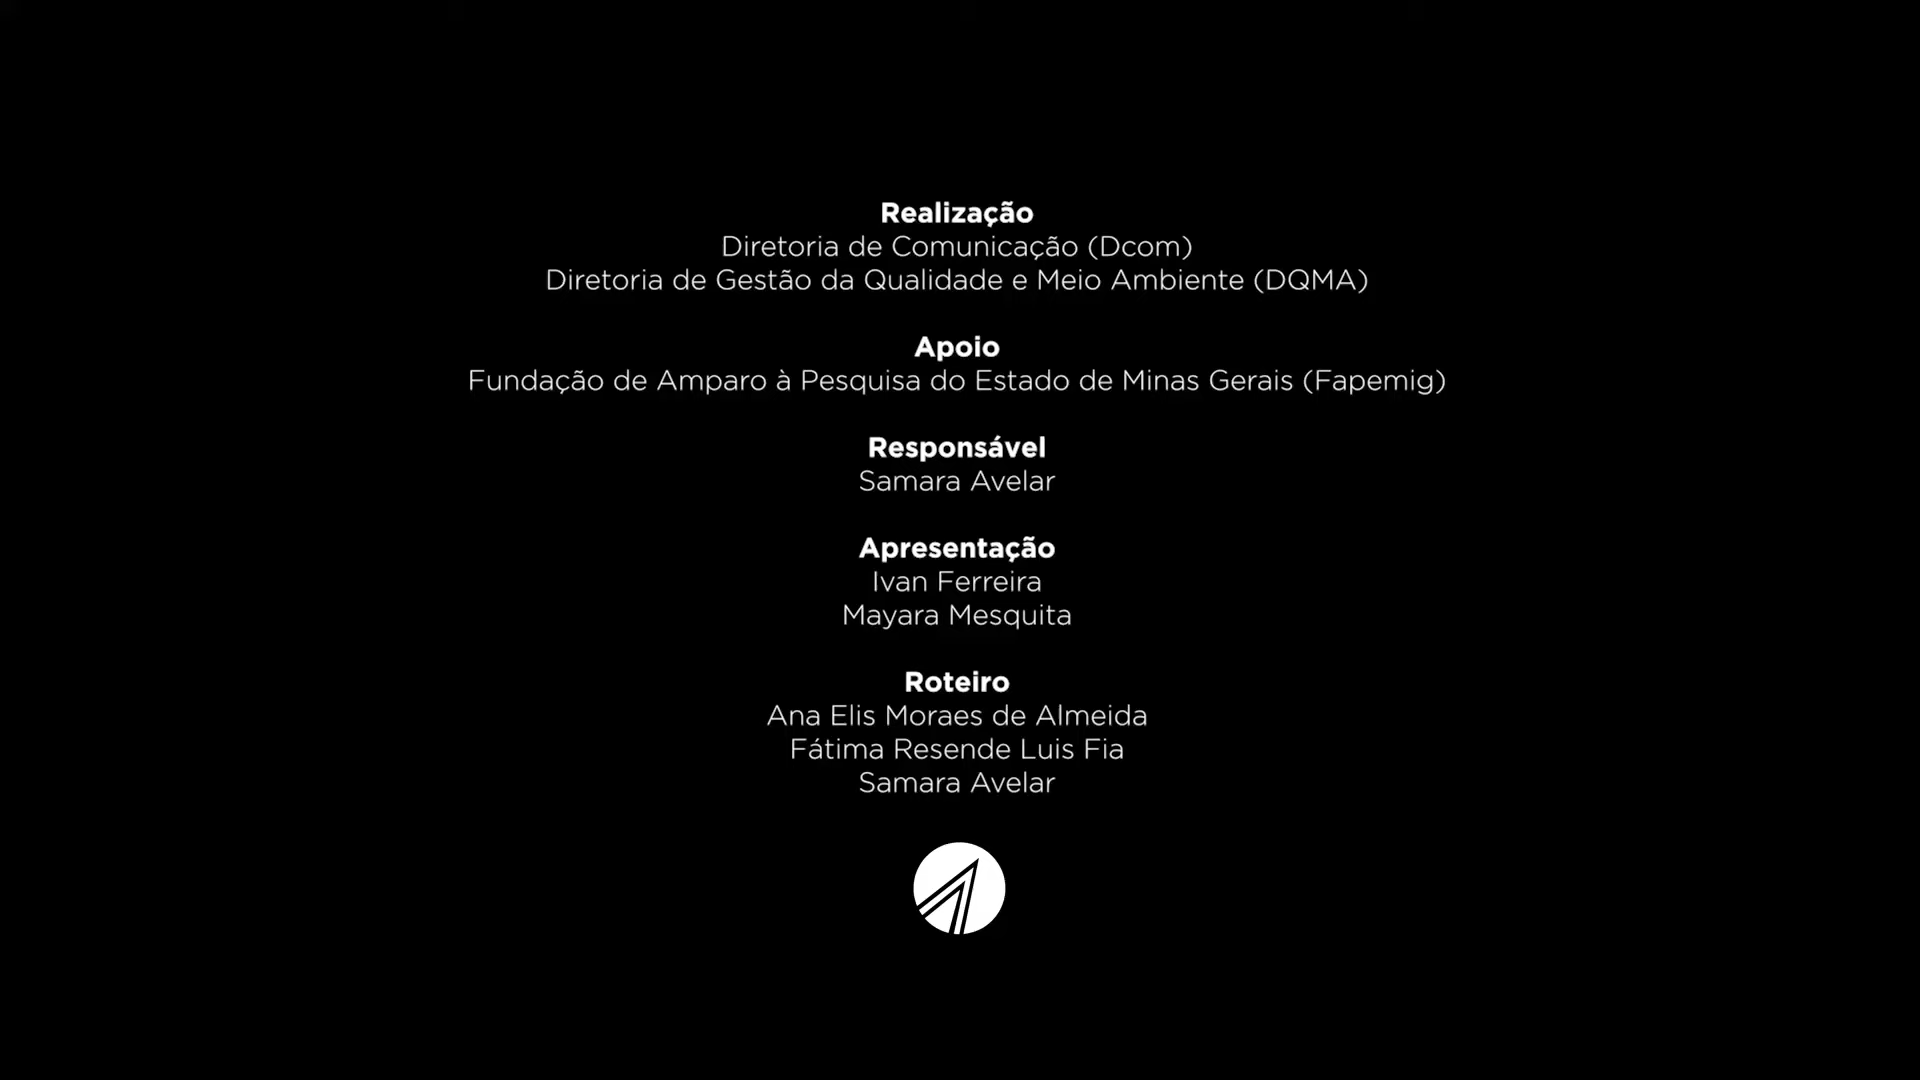 Realização
Diretoria de Comunicação (Dcom)
Diretoria de Gestão da Qualidade e Meio Ambiente (DQMA)
Apoio
Fundação de Amparo à Pesquisa do Estado de Minas Gerais (Fapemig)
Responsável
Samara Avelar
Apresentação
Ivan Ferreira
Mayara Mesquita
Roteiro
Ana Elis Moraes de Almeida
Fátima Resende Luis Fia
Samara Avelar